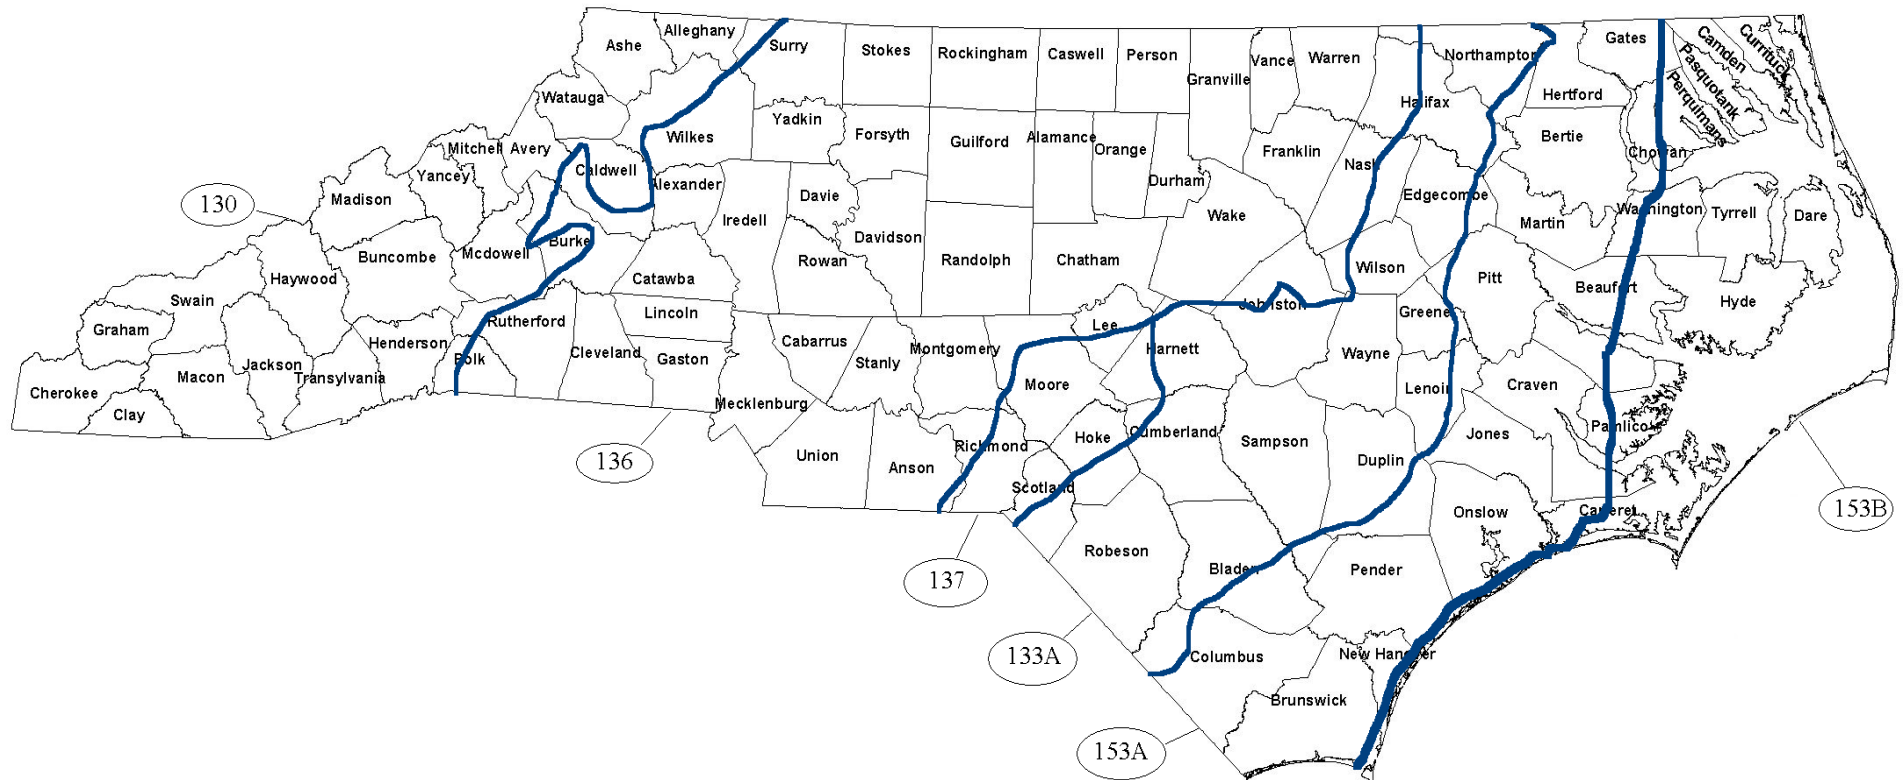 Ashe
Alleghany
Surry
Stokes
Rockingham
Caswell
Person
Granville
Vance
Warren
Northampton
Gates
Camden
Currituck
Pasquotank
Perquimans
Watauga
Wilkes
Yadkin
Forsyth
Guilford
Alamance
Orange
Durham
Franklin
Halifax
Nash
Hertford
Bertie
Chowan
Mitchell
Avery
Yancey
Caldwell
Alexander
Iredell
Davie
Davidson
Wake
Edgecombe
Martin
Washington
Tyrrell
Dare
130
Madison
Buncombe
Mcdowell
Burke
Catawba
Rowan
Randolph
Chatham
Wilson
Pitt
Beaufort
Hyde
Haywood
Swain
Graham
Rutherford
Lincoln
Lee
Johnston
Greene
Cherokee
Clay
Macon
Jackson
Transylvania
Henderson
Polk
Cleveland
Gaston
Mecklenburg
Cabarrus
Stanly
Montgomery
Moore
Harnett
Wayne
Lenoir
Craven
Jones
Pamlico
136
Union
Anson
Richmond
Scotland
Hoke
Cumberland
Sampson
Duplin
Onslow
Carteret
153B
137
Robeson
Bladen
Pender
133A
Columbus
New Hanover
Brunswick
153A